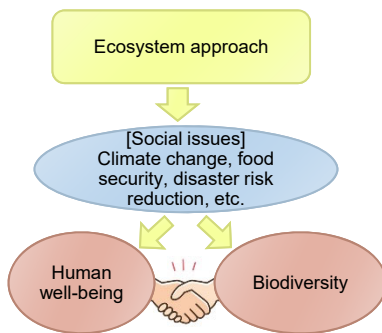 Ecosystem approach
[Social issues]
Climate change, food
security, disaster risk
reduction, etc.
Human
well-being
Biodiversity